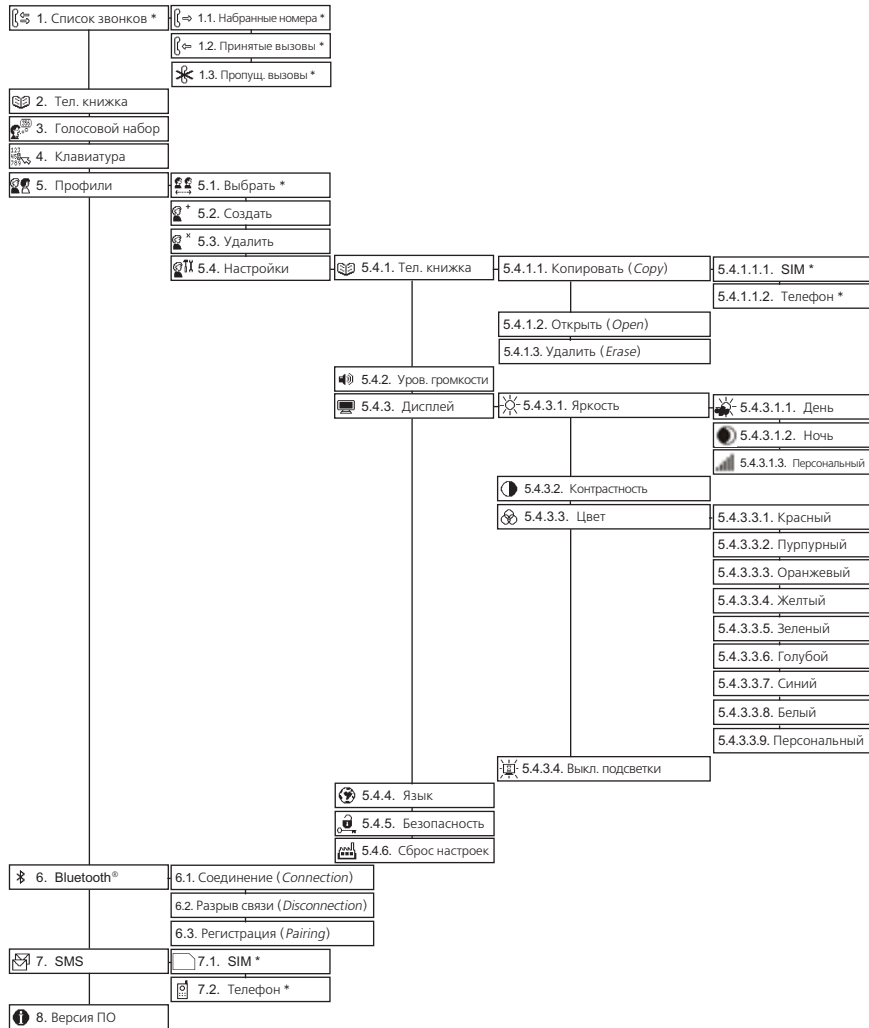 1. Список звонков *
1.1. Набранные номера *
1.2. Принятые вызовы *
1.3. Пропущ. вызовы *
2. Тел. книжка
3. Голосовой набор
4. Клавиатура
5. Профили
5.1. Выбрать *
5.2. Создать
5.3. Удалить
5.4. Настройки
5.4.1. Тел. книжка
5.4.1.1. Копировать (Copy)
5.4.1.1.1. SIM *
5.4.1.1.2. Телефон *
5.4.1.2. Открыть (Open)
5.4.1.3. Удалить (Erase)
5.4.2. Уров. громкости
5.4.3. Дисплей
5.4.3.1. Яркость
5.4.3.1.1. День
5.4.3.1.2. Ночь
5.4.3.1.3. Персональный
5.4.3.2. Контрастность
5.4.3.3. Цвет
5.4.3.3.1. Красный
5.4.3.3.2. Пурпурный
5.4.3.3.3. Оранжевый
5.4.3.3.4. Желтый
5.4.3.3.5. Зеленый
5.4.3.3.6. Голубой
5.4.3.3.7. Синий
5.4.3.3.8. Белый
5.4.3.3.9. Персональный
5.4.3.4. Выкл. подсветки
5.4.4. Язык
5.4.5. Безопасность
5.4.6. Сброс настроек
6. Bluetooth®
6.1. Соединение (Connection)
6.2. Разрыв связи (Disconnection)
6.3. Регистрация (Pairing)
7. SMS
7.1. SIM *
7.2. Телефон *
8. Версия ПО